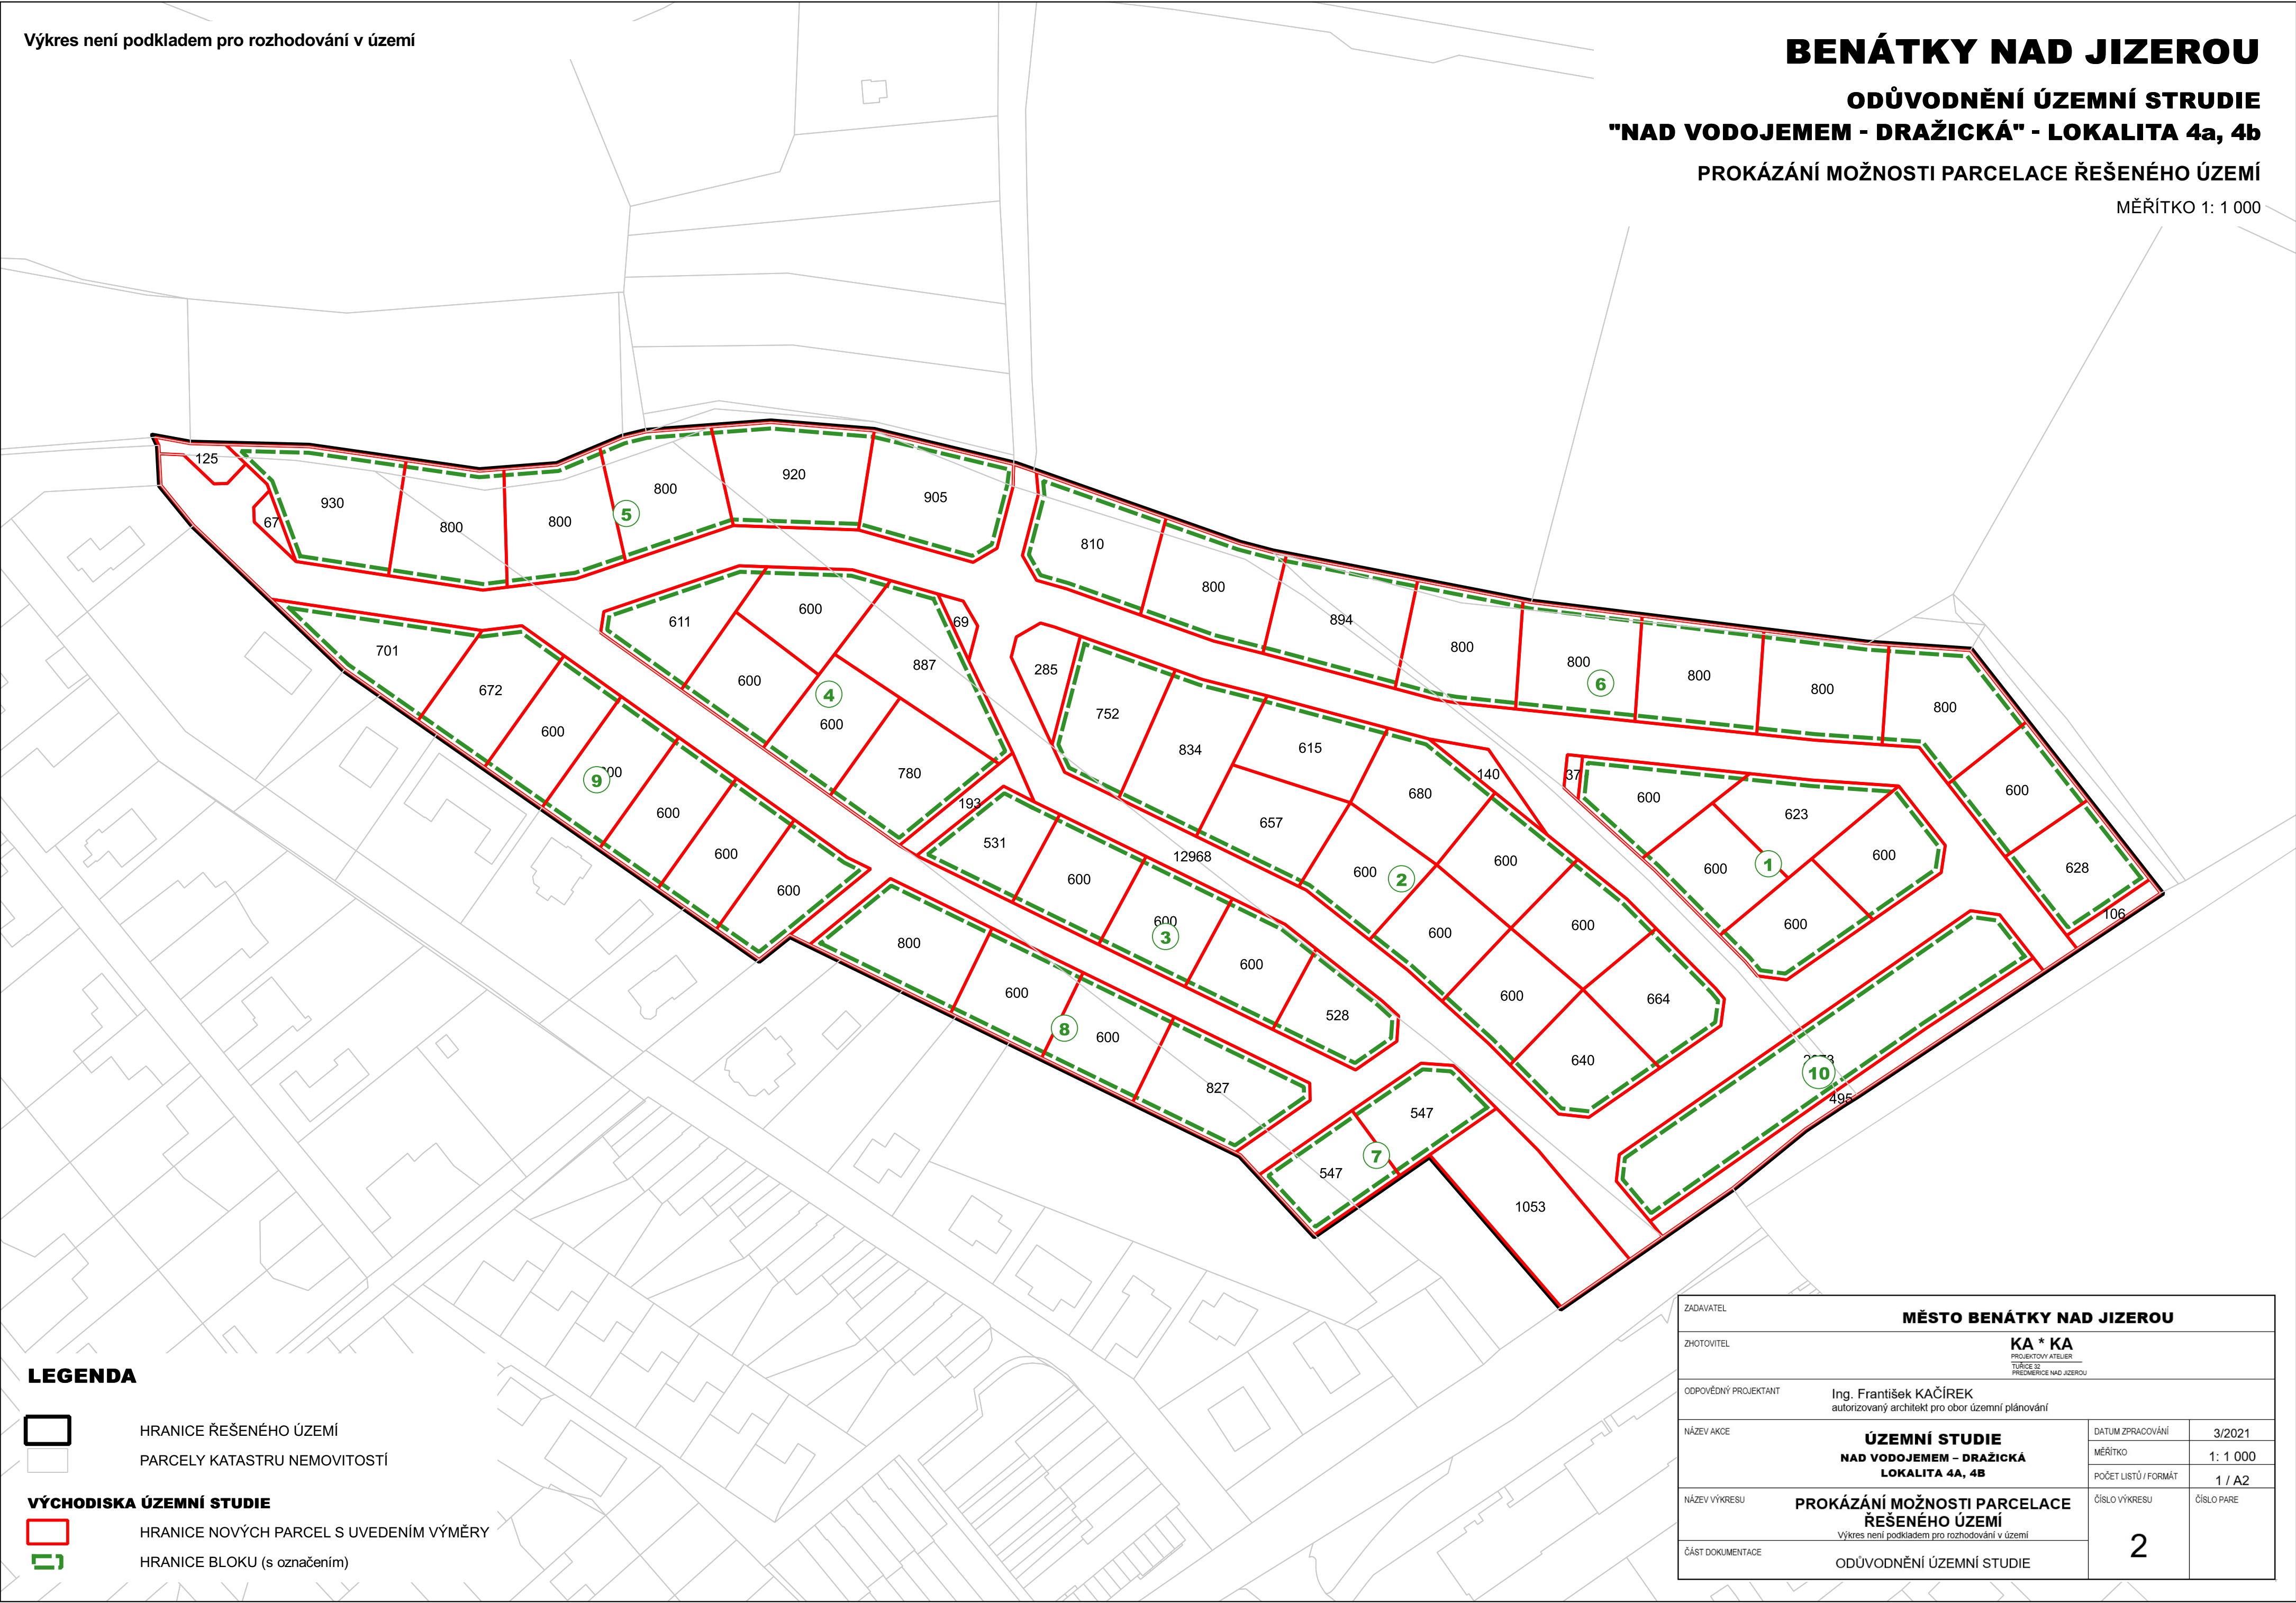 Výkres není podkladem pro rozhodování v území
BENÁTKY NAD JIZEROU
ODŮVODNĚNÍ ÚZEMNÍ STRUDIE
"NAD VODOJEMEM - DRAŽICKÁ" - LOKALITA 4a, 4b
PROKÁZÁNÍ MOŽNOSTI PARCELACE ŘEŠENÉHO ÚZEMÍ
MĚŘÍTKO 1: 1 000
125
67
930
800
800
5
800
920
905
810
800
894
800
800
6
800
800
800
600
628
106
701
672
600
9
600
600
600
611
600
69
887
600
4
600
780
193
285
752
834
615
140
680
657
12968
600
2
600
600
600
600
664
640
37
600
623
1
600
600
600
531
600
600
3
600
528
800
600
8
600
827
547
7
547
1053
10
495
LEGENDA
HRANICE ŘEŠENÉHO ÚZEMÍ
PARCELY KATASTRU NEMOVITOSTÍ
VÝCHODISKA ÚZEMNÍ STUDIE
HRANICE NOVÝCH PARCEL S UVEDENÍM VÝMĚRY
HRANICE BLOKU (s označením)
ZADAVATEL
MĚSTO BENÁTKY NAD JIZEROU
ZHOTOVITEL
KA * KA
PROJEKTOVY ATELIER
TUŘICE 32
PREDMERICE NAD JIZEROU
ODPOVĚDNÝ PROJEKTANT
Ing. František KAČÍREK
autorizovaný architekt pro obor územní plánování
NÁZEV AKCE
ÚZEMNÍ STUDIE
NAD VODOJEMEM – DRAŽICKÁ
LOKALITA 4A, 4B
DATUM ZPRACOVÁNÍ
3/2021
MĚŘÍTKO
1: 1 000
POČET LISTŮ / FORMÁT
1 / A2
NÁZEV VÝKRESU
PROKÁZÁNÍ MOŽNOSTI PARCELACE
ŘEŠENÉHO ÚZEMÍ
Výkres není podkladem pro rozhodování v území
ČÍSLO VÝKRESU
2
ČÍSLO PARE
ČÁST DOKUMENTACE
ODŮVODNĚNÍ ÚZEMNÍ STUDIE